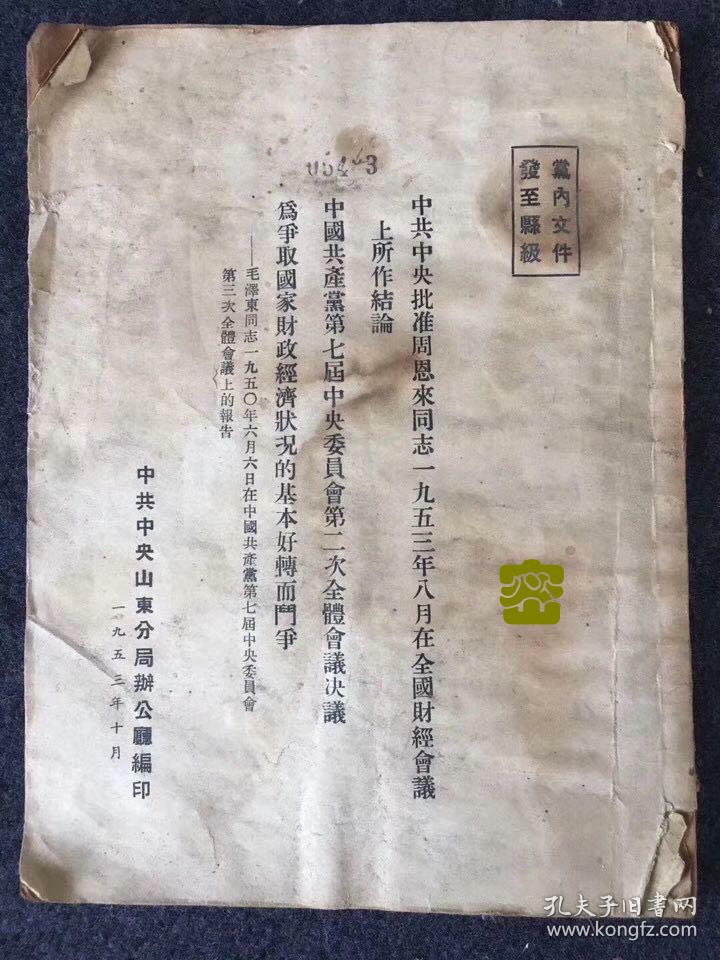 黨內文件
發至縣級
中共中央批准周恩來同志一九五三年八月在全國財經會議
上所作結論
中國共產黨第七屆中央委員會第二次全體會議决議
爲爭取國家財政經濟狀况的基本好轉而鬥爭
——毛澤東同志一九五〇年六月六日在中國共產黨第七屆中央委員會
第三次全體會議上的報告
中共中央山東分局辦公廳編印
一九五三年十月
孔夫子旧书网
www.kongfz.com